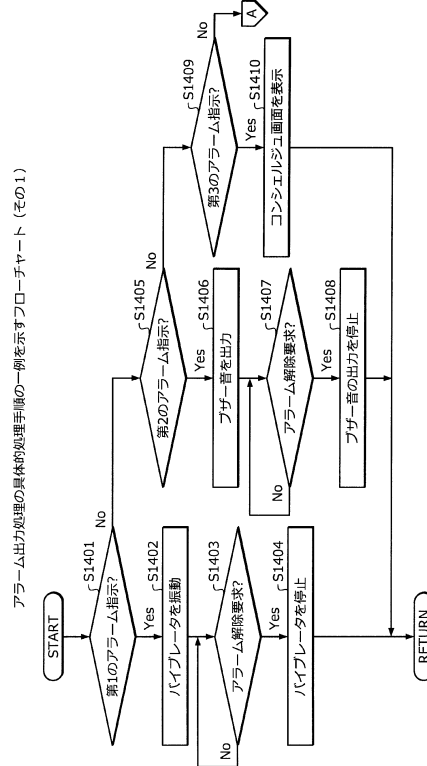 アラーム出力処理の具体的処理手順の一例を示すフローチャート（その１）
START
S1401
第1のアラーム指示?
No
Yes
S1402
バイブレータを振動
S1403
アラーム解除要求?
No
Yes
S1404
バイブレータを停止
S1405
第2のアラーム指示?
No
Yes
S1406
ブザー音を出力
S1407
アラーム解除要求?
No
Yes
S1408
ブザー音の出力を停止
S1409
第3のアラーム指示?
No
A
Yes
S1410
コンシェルジュ画面を表示
RETURN